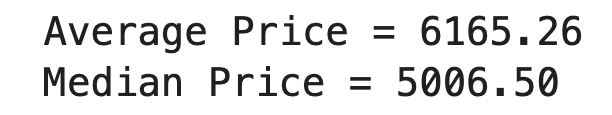 Average Price = 6165.26
Median Price = 5006.50